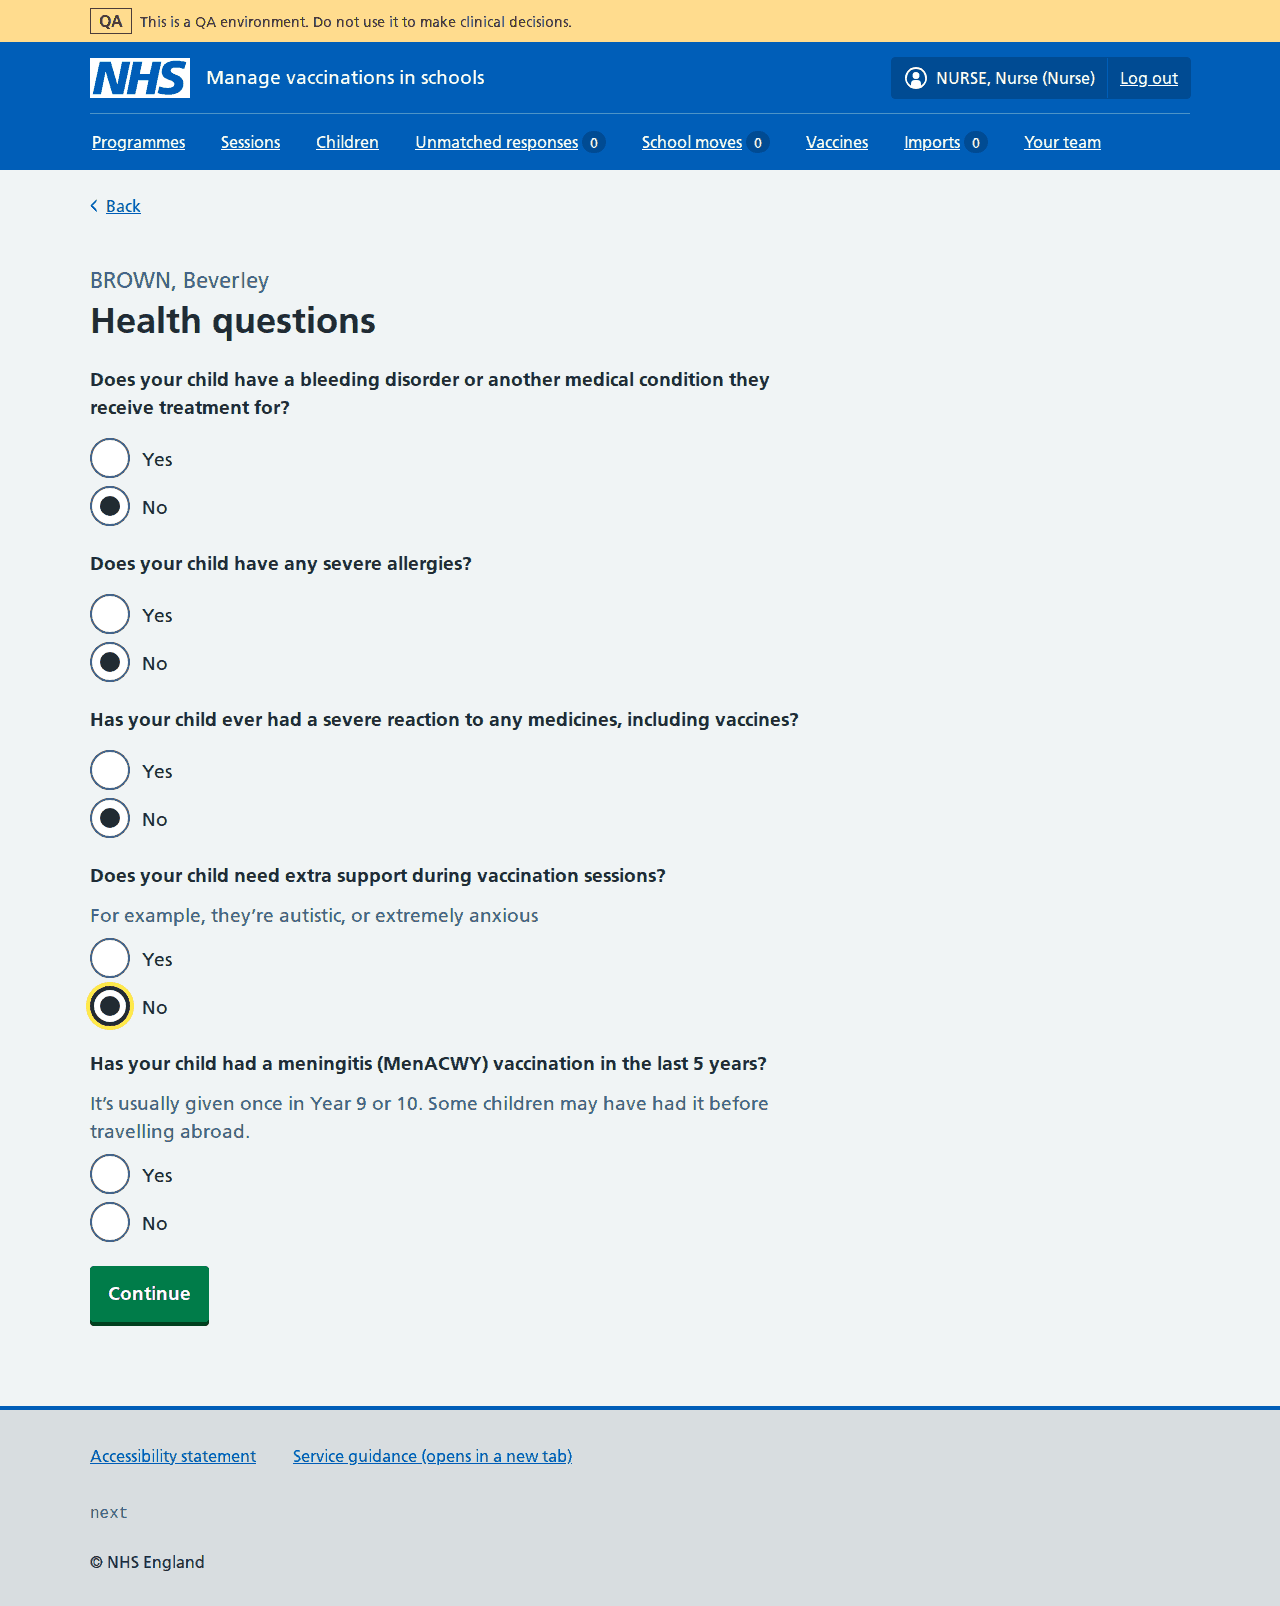 QA This is a QA environment. Do not use it to make clinical decisions.
NHS Manage vaccinations in schools NURSE, Nurse (Nurse) Log out
Programmes Sessions Children Unmatched responses 0 School moves 0 Vaccines Imports 0 Your team
Back
BROWN, Beverley
Health questions
Does your child have a bleeding disorder or another medical condition they
receive treatment for?
Yes
No
Does your child have any severe allergies?
Yes
No
Has your child ever had a severe reaction to any medicines, including vaccines?
Yes
No
Does your child need extra support during vaccination sessions?
For example, they’re autistic, or extremely anxious
Yes
No
Has your child had a meningitis (MenACWY) vaccination in the last 5 years?
It’s usually given once in Year 9 or 10. Some children may have had it before
travelling abroad.
Yes
No
Continue
Accessibility statement Service guidance (opens in a new tab)
next
© NHS England